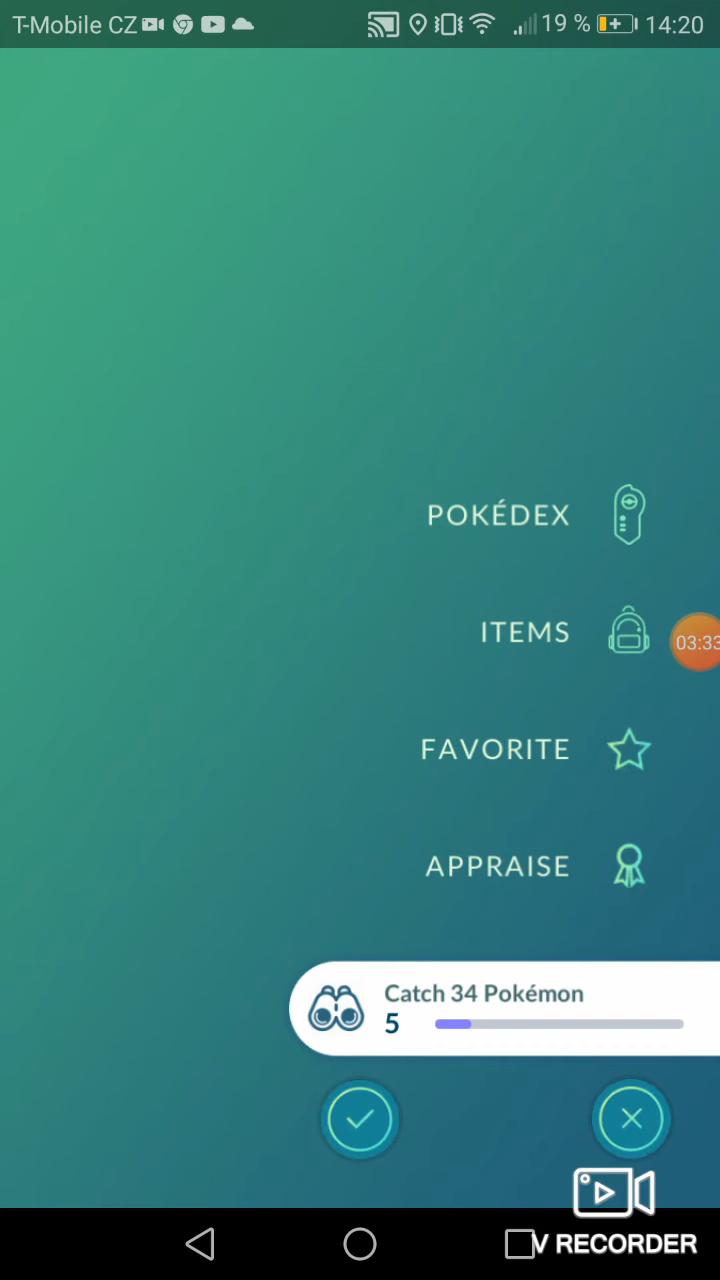 T-Mobile CZ 19 % 14:20
POKÉDEX
ITEMS
03:33
FAVORITE
APPRAISE
Catch 34 Pokémon
5
V RECORDER